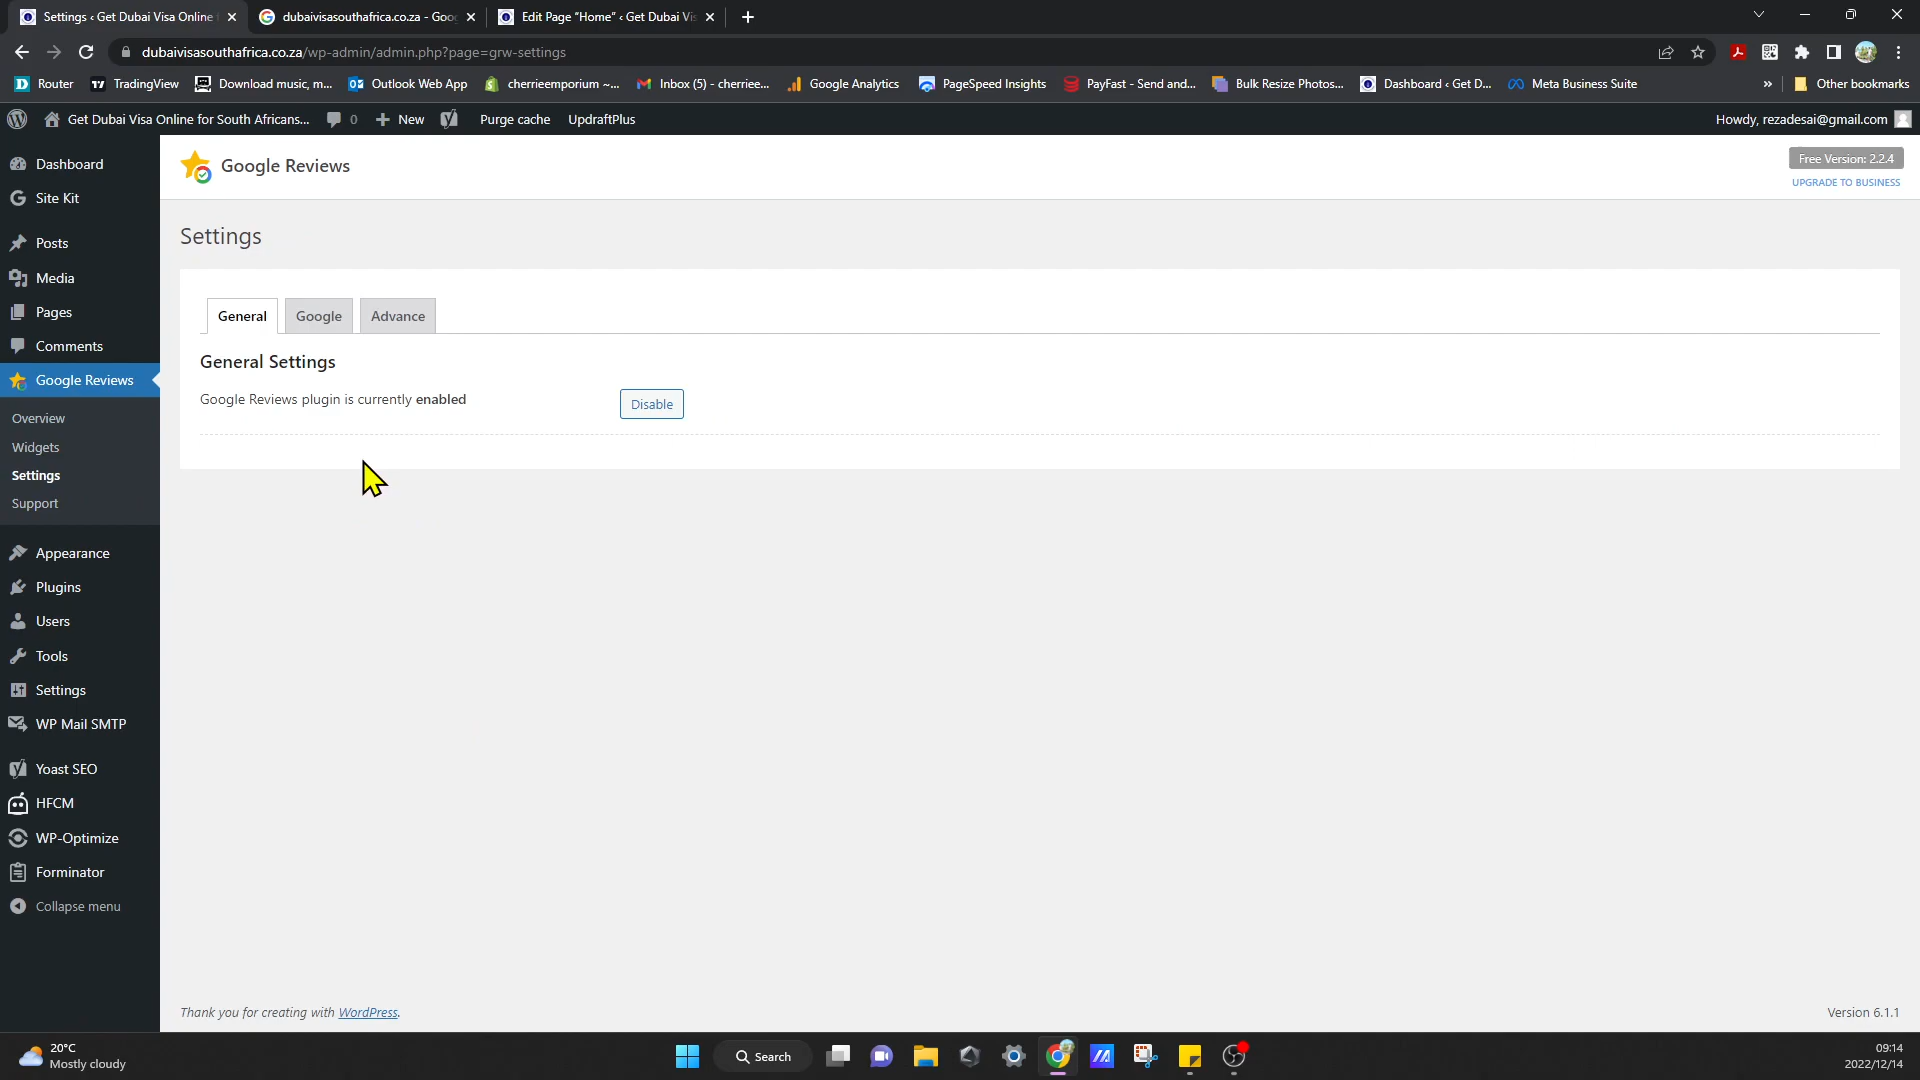 Settings ‹ Get Dubai Visa Online
dubaivisasouthafrica.co.za - Goo
Edit Page “Home” ‹ Get Dubai Vis
dubaivisasouthafrica.co.za/wp-admin/admin.php?page=grw-settings
Router
TradingView
Download music, m...
Outlook Web App
cherrieemporium ~...
Inbox (5) - cherriee...
Google Analytics
PageSpeed Insights
PayFast - Send and...
Bulk Resize Photos...
Dashboard ‹ Get D...
Meta Business Suite
»
Other bookmarks
Get Dubai Visa Online for South Africans...
0
New
Purge cache
UpdraftPlus
Howdy, rezadesai@gmail.com
Dashboard
Site Kit
Posts
Media
Pages
Comments
Google Reviews
Overview
Widgets
Settings
Support
Appearance
Plugins
Users
Tools
Settings
WP Mail SMTP
Yoast SEO
HFCM
WP-Optimize
Forminator
Collapse menu
Google Reviews
Free Version: 2.2.4
UPGRADE TO BUSINESS
Settings
General
Google
Advance
General Settings
Google Reviews plugin is currently enabled
Disable
Thank you for creating with WordPress.
Version 6.1.1
20°C
Mostly cloudy
Search
09:14
2022/12/14